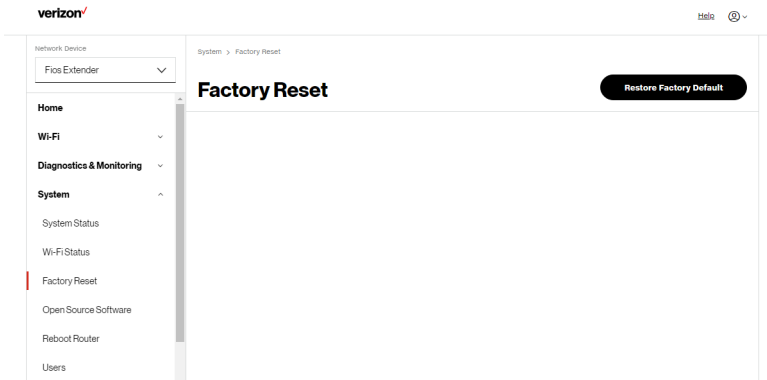 verizon✓
Help
Network Device
Fios Extender
System > Factory Reset
Factory Reset
Restore Factory Default
Home
Wi-Fi
Diagnostics & Monitoring
System
System Status
Wi-Fi Status
Factory Reset
Open Source Software
Reboot Router
Users